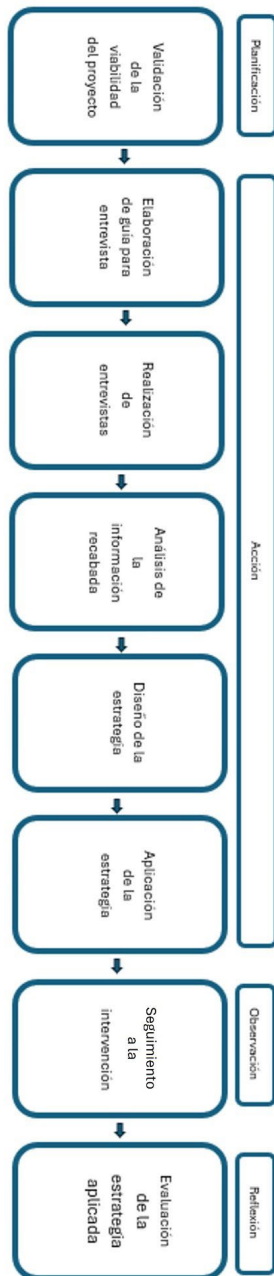 Planificación
Acción
Observación
Reflexión
Validación
de la
viabilidad
del proyecto
Elaboración
de guía para
entrevista
Realización
de
entrevistas
Análisis de
la
información
recabada
Diseño de la
estrategia
Aplicación
de la
estrategia
Seguimiento
a la
intervención
Evaluación
de la
estrategia
aplicada